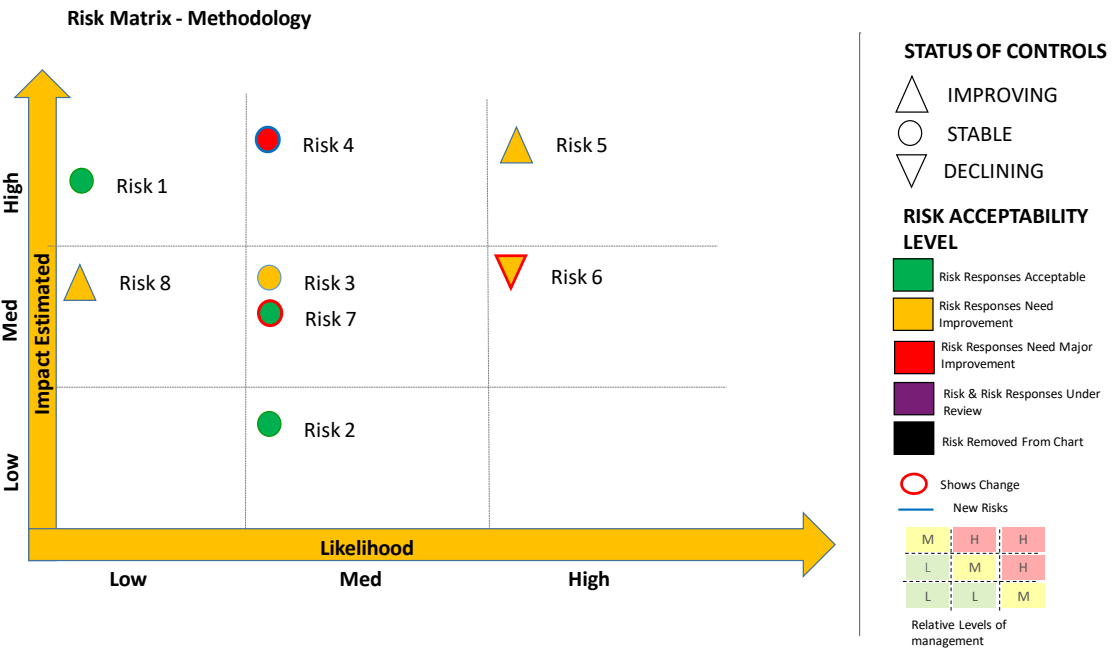 Risk Matrix - Methodology
High
Med
Low
Impact Estimated
Risk 1
Risk 4
Risk 5
Risk 8
Risk 3
Risk 7
Risk 6
Risk 2
Likelihood
Low
Med
High
STATUS OF CONTROLS
IMPROVING
STABLE
DECLINING
RISK ACCEPTABILITY
LEVEL
Risk Responses Acceptable
Risk Responses Need
Improvement
Risk Responses Need Major
Improvement
Risk & Risk Responses Under
Review
Risk Removed From Chart
Shows Change
New Risks
M H H
L M H
L L M
Relative Levels of
management